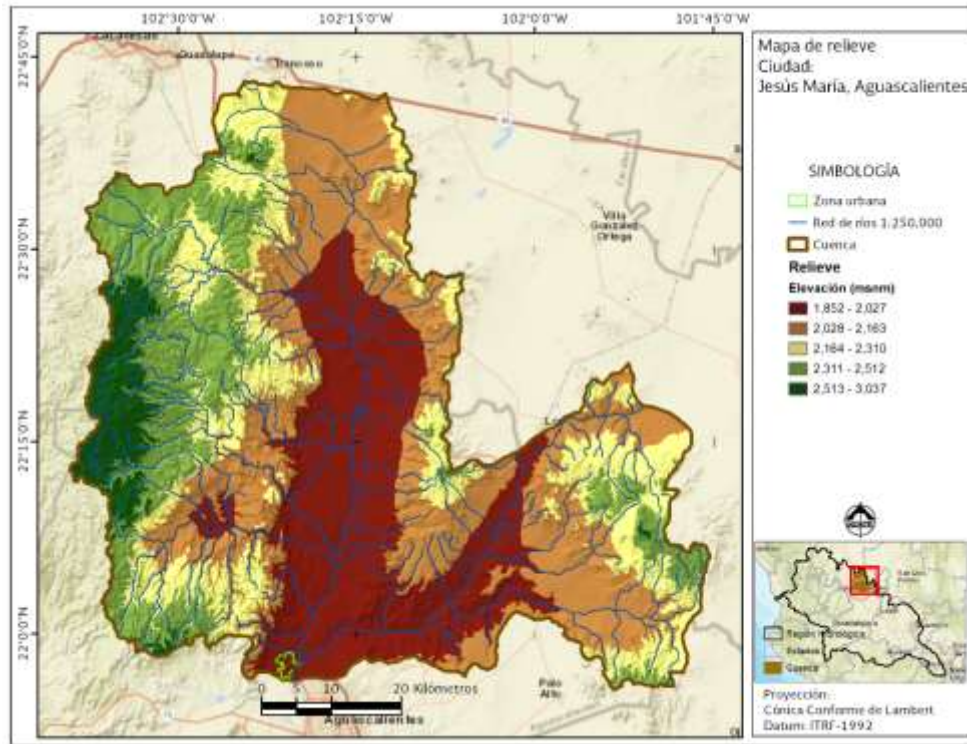 102°30'0"W
102°15'0"W
102°0'0"W
101°45'0"W
22°45'0"N
22°30'0"N
22°15'0"N
22°0'0"N
Zacatecas
Guadalupe
Trancoso
Villa
González
Ortega
Palo
Alto
Aguascalientes
0 5 10 20 Kilómetros
Mapa de relieve
Ciudad:
Jesús María, Aguascalientes
SIMBOLOGÍA
Zona urbana
Red de ríos 1:250,000
Cuenca
Relieve
Elevación (msnm)
1,852 - 2,027
2,028 - 2,163
2,164 - 2,310
2,311 - 2,512
2,513 - 3,037
Región Hidrológica
Estados
Cuenca
Proyección:
Cónica Conforme de Lambert
Datum: ITRF-1992